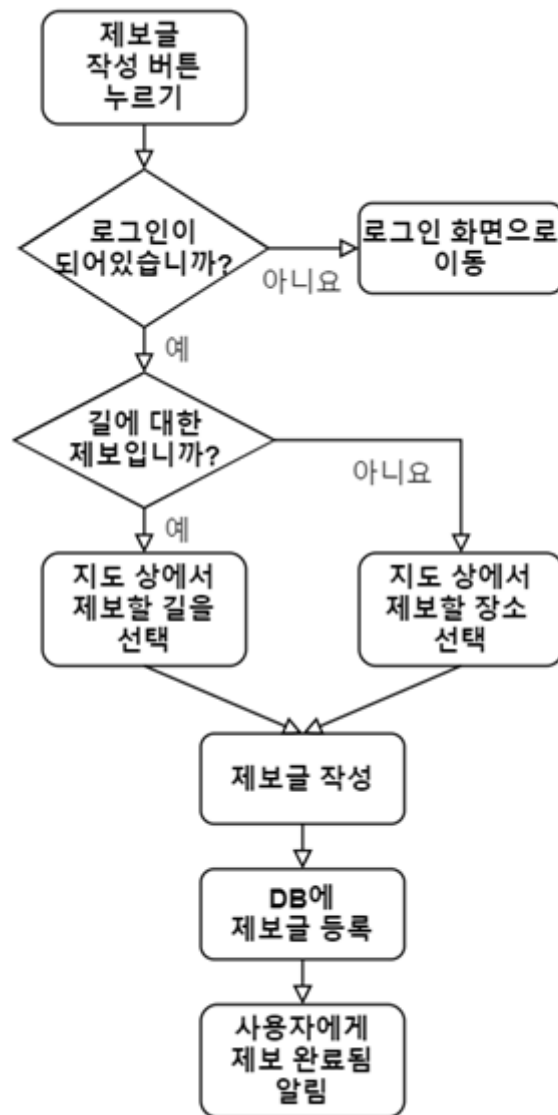 제보글
작성 버튼
누르기
로그인이
되어있습니까?
아니요
로그인 화면으로
이동
예
길에 대한
제보입니까?
아니요
예
지도 상에서
제보할 길을
선택
지도 상에서
제보할 장소
선택
제보글 작성
DB에
제보글 등록
사용자에게
제보 완료됨
알림